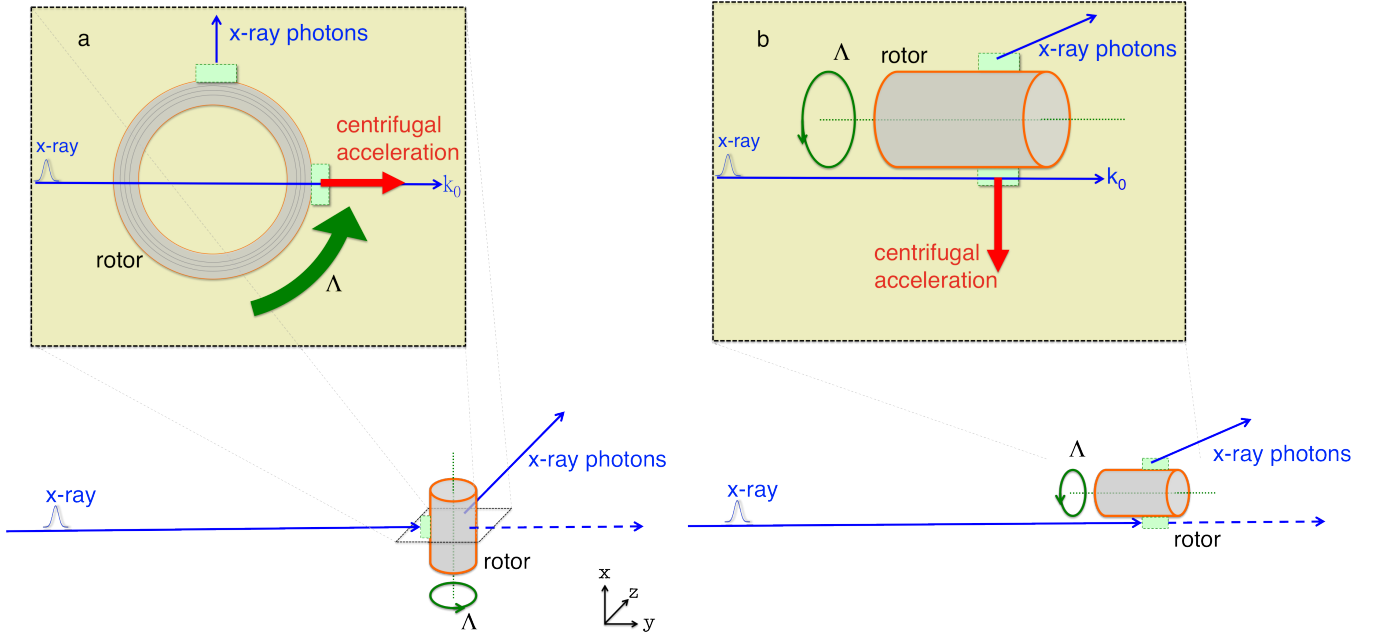 a
x-ray photons
centrifugal
acceleration
x-ray
k₀
rotor
Λ
b
rotor
x-ray photons
Λ
x-ray
k₀
centrifugal
acceleration
x-ray photons
x-ray
rotor
Λ
x
z
y
Λ
x-ray photons
x-ray
rotor